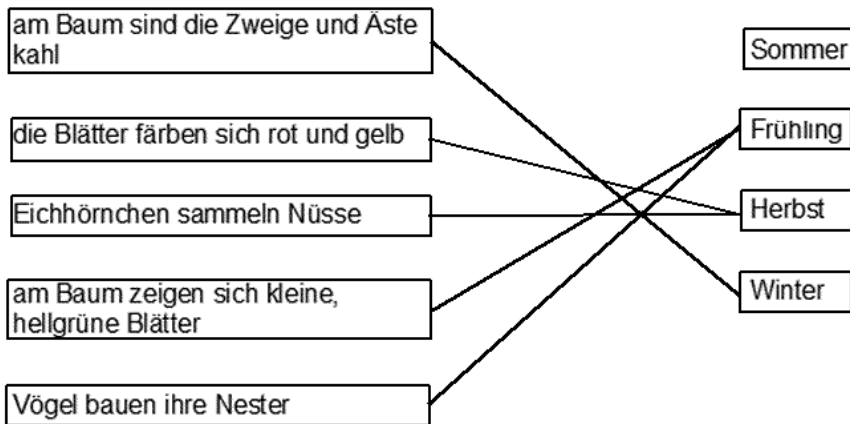 am Baum sind die Zweige und Äste
kahl
die Blätter färben sich rot und gelb
Eichhörnchen sammeln Nüsse
am Baum zeigen sich kleine,
hellgrüne Blätter
Vögel bauen ihre Nester
Sommer
Frühling
Herbst
Winter